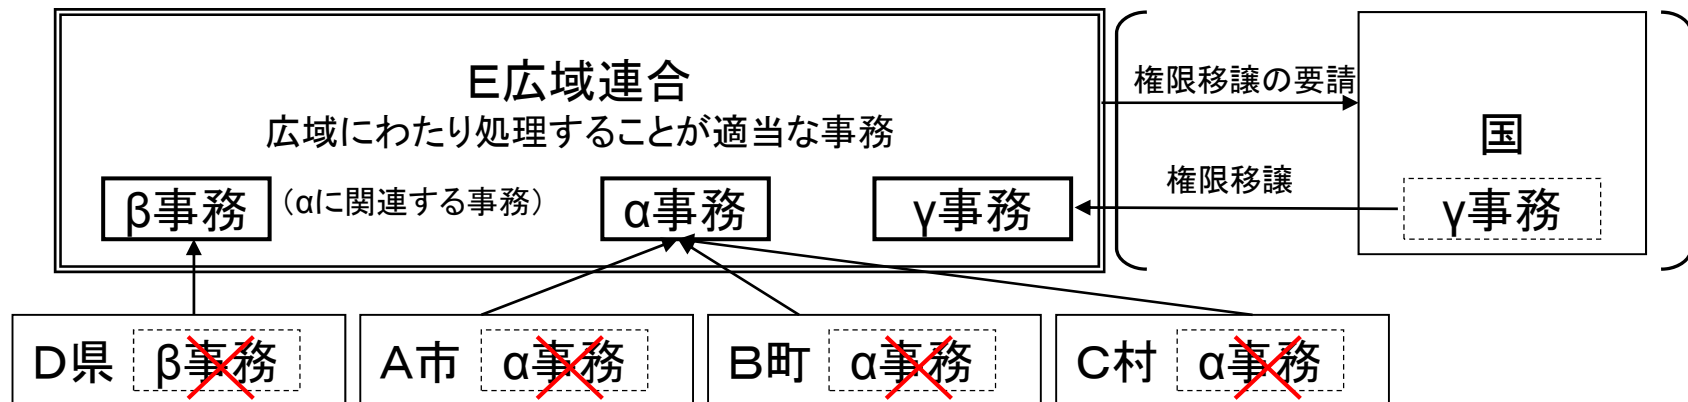 E広域連合
広域にわたり処理することが適当な事務
β事務
（αに関連する事務）
α事務
γ事務
権限移譲の要請
権限移譲
国
γ事務
D県
β事務
A市
α事務
B町
α事務
C村
α事務